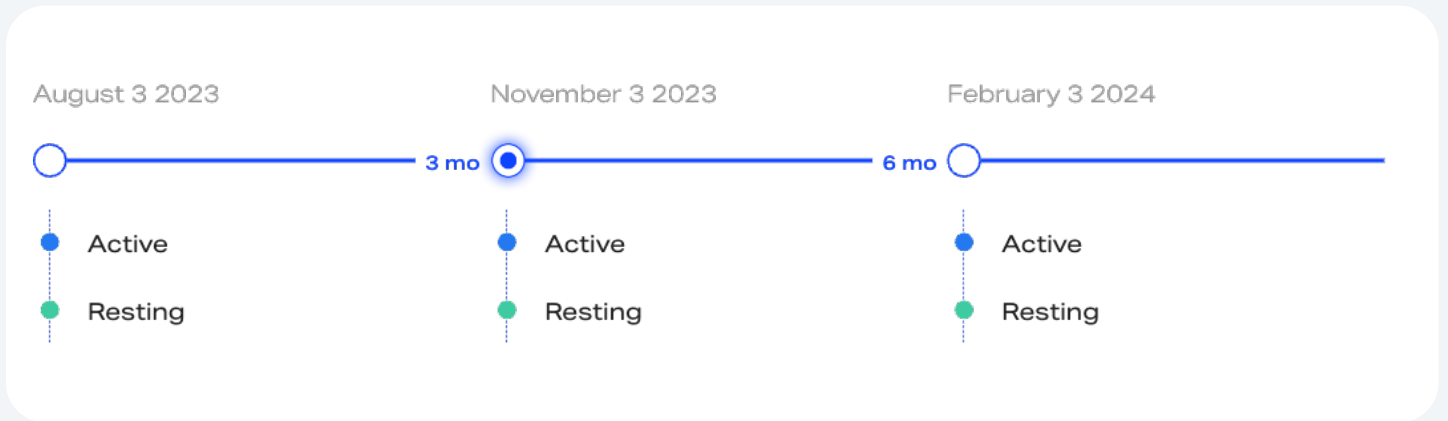 August 3 2023 November 3 2023 February 3 2024
3 mo 6 mo
Active Active Active
Resting Resting Resting